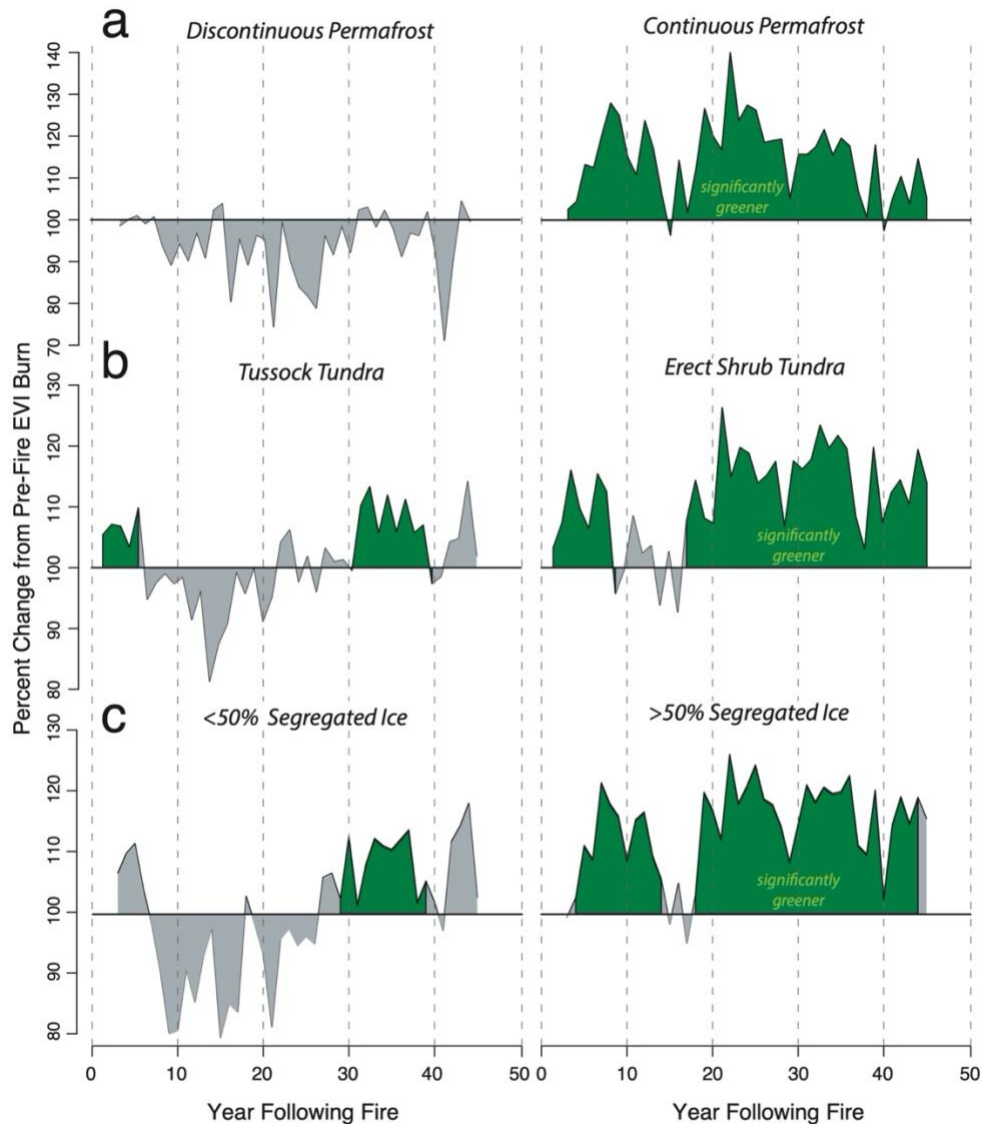 a
Discontinuous Permafrost
Continuous Permafrost
140
130
120
110
100
90
80
70
significantly
greener
Percent Change from Pre-Fire EVI Burn
b
Tussock Tundra
Erect Shrub Tundra
130
120
110
100
90
80
significantly
greener
c
<50% Segregated Ice
>50% Segregated Ice
130
120
110
100
90
80
significantly
greener
0 10 20 30 40 50 0 10 20 30 40 50
Year Following Fire
Year Following Fire